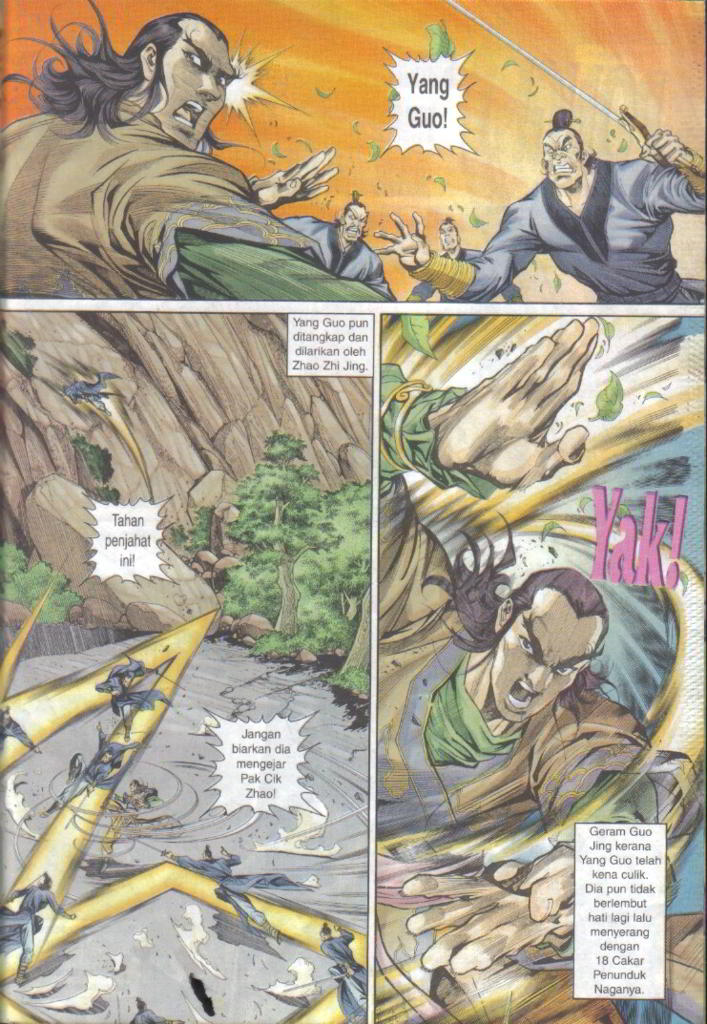 Yang
Guo!
Yang Guo pun
ditangkap dan
dilarikan oleh
Zhao Zhi Jing.
Tahan
penjahat
ini!
Jangan
biarkan dia
mengejar
Pak Cik
Zhao!
Yak!
Geram Guo
Jing kerana
Yang Guo telah
kena culik.
Dia pun tidak
berlembut
hati lagi lalu
menyerang
dengan
18 Cakar
Penunduk
Naganya.